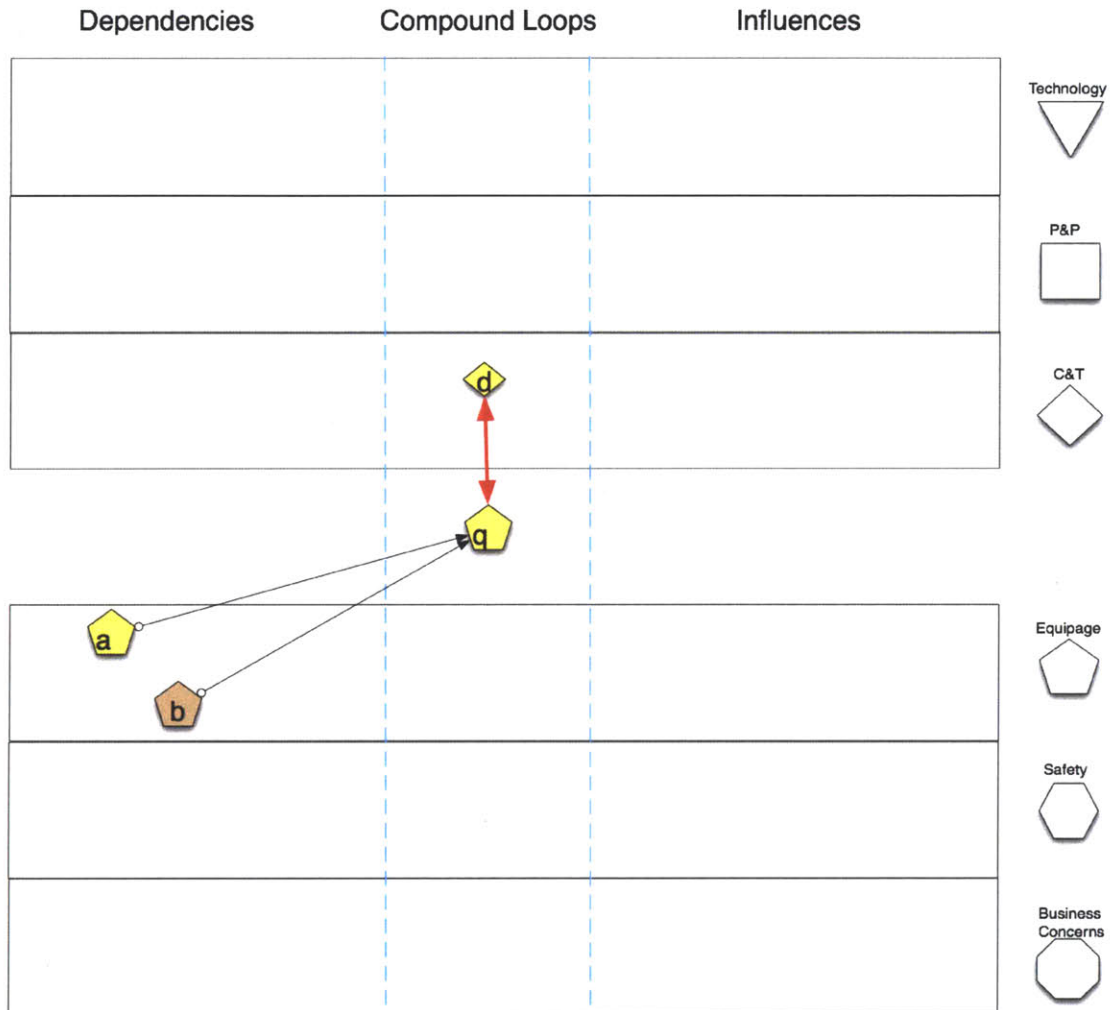 Dependencies
Compound Loops
Influences
Technology
P&P
C&T
d
q
a
b
Equipage
Safety
Business
Concerns